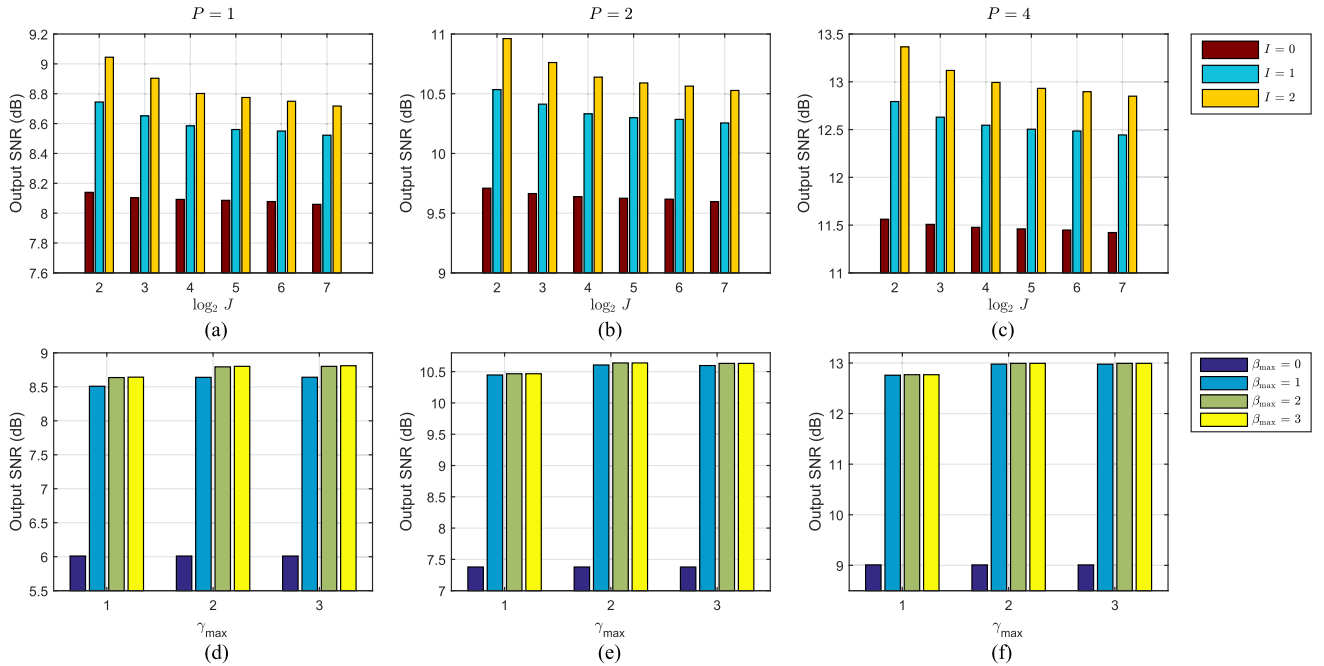 P = 1
P = 2
P = 4
Output SNR (dB)
9.2
9
8.8
8.6
8.4
8.2
8
7.8
7.6
2 3 4 5 6 7
log₂ J
(a)
Output SNR (dB)
11
10.5
10
9.5
9
2 3 4 5 6 7
log₂ J
(b)
Output SNR (dB)
13.5
13
12.5
12
11.5
11
2 3 4 5 6 7
log₂ J
(c)
I = 0
I = 1
I = 2
Output SNR (dB)
9
8.5
8
7.5
7
6.5
6
5.5
1 2 3
γmax
(d)
Output SNR (dB)
10.5
10
9.5
9
8.5
8
7.5
7
1 2 3
γmax
(e)
Output SNR (dB)
13
12
11
10
9
1 2 3
γmax
(f)
βmax = 0
βmax = 1
βmax = 2
βmax = 3